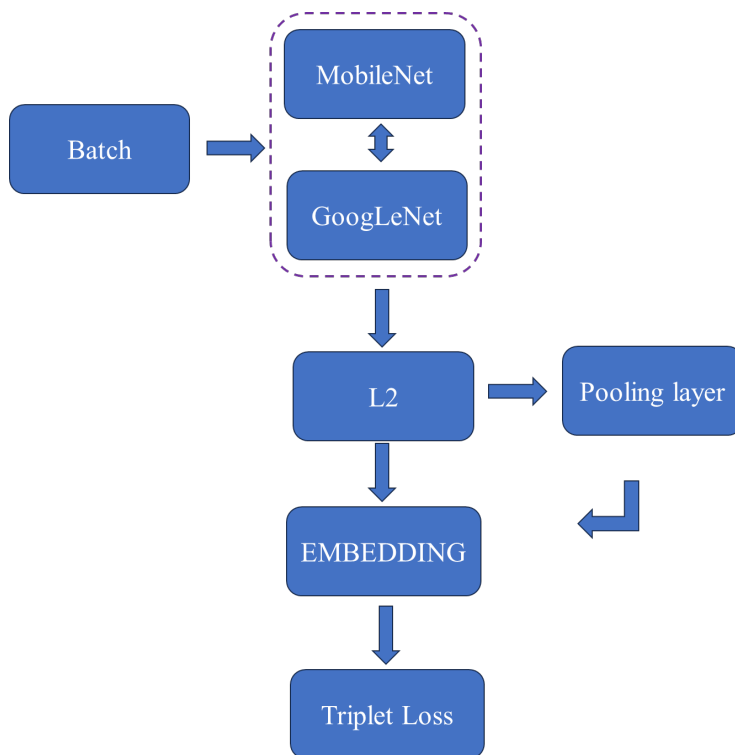 MobileNet
Batch
GoogLeNet
L2
Pooling layer
EMBEDDING
Triplet Loss